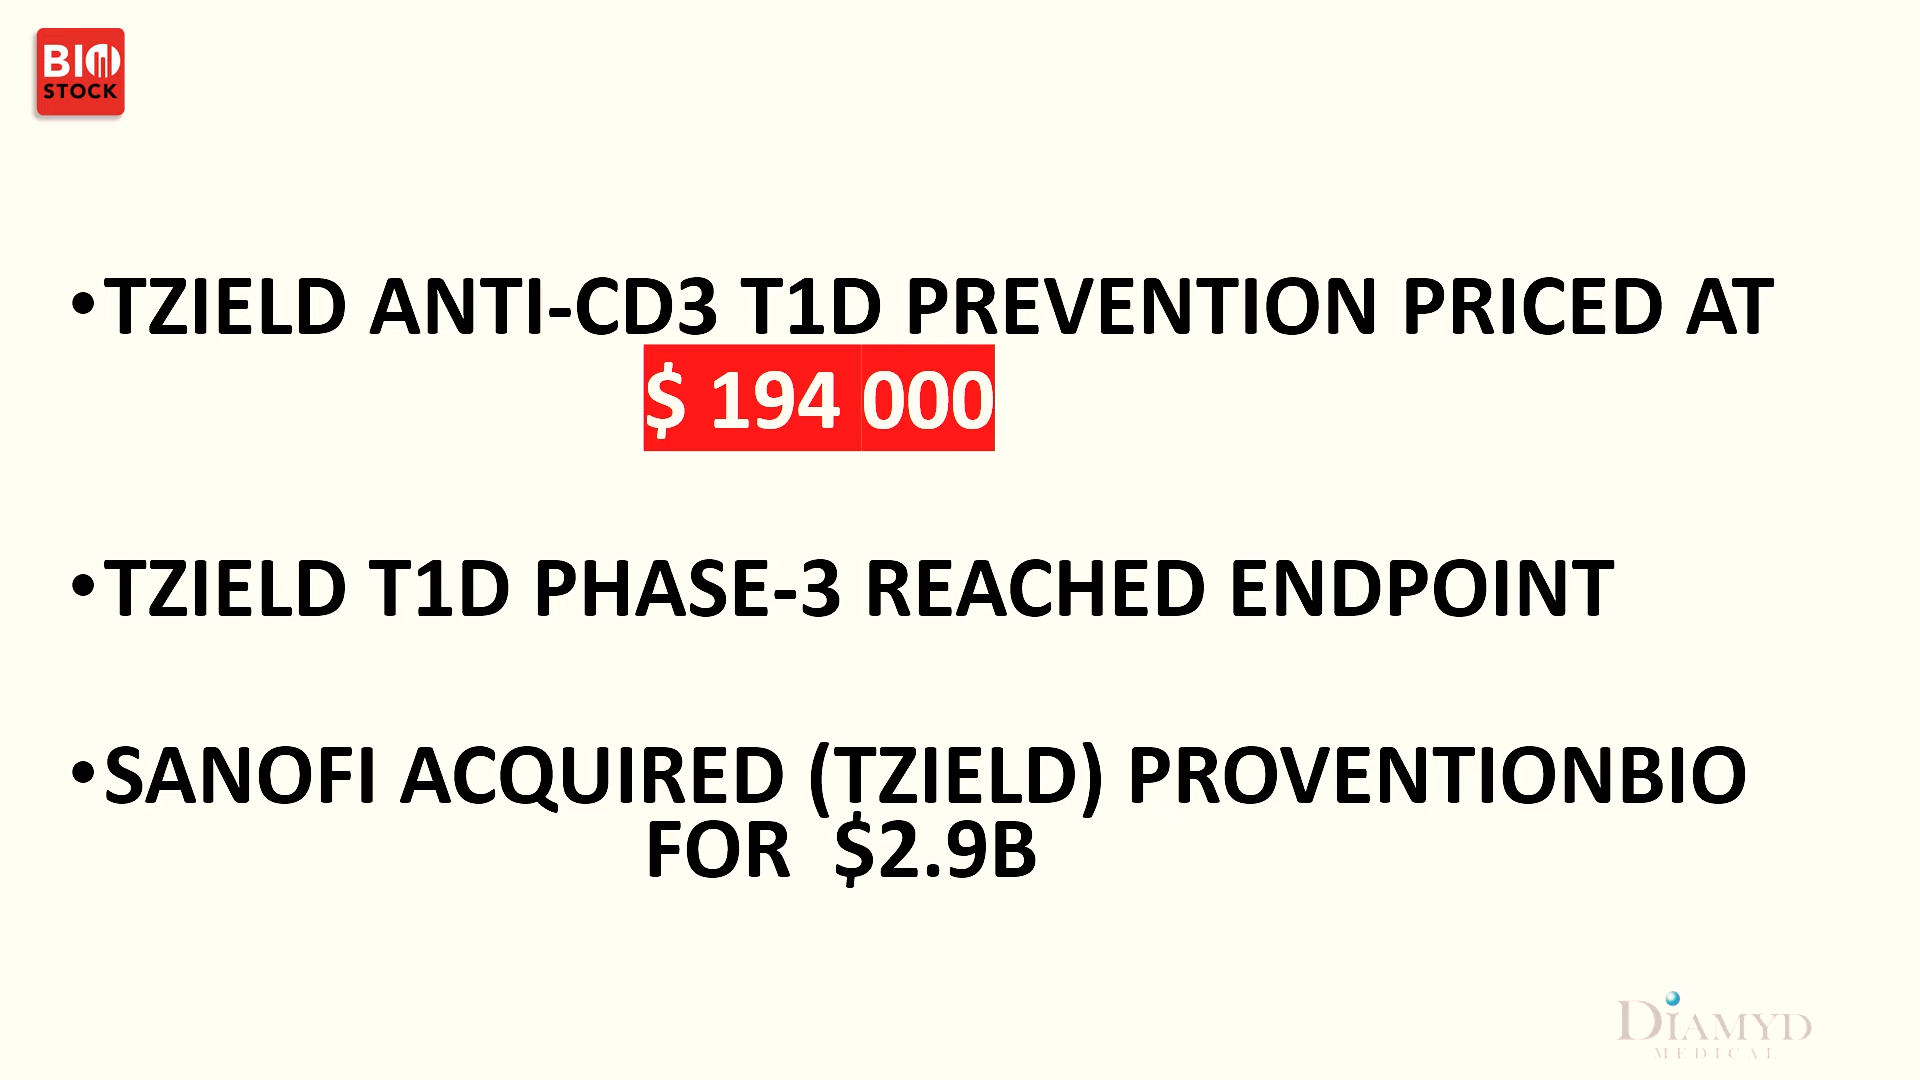 BIO
STOCK
•TZIELD ANTI-CD3 T1D PREVENTION PRICED AT
$ 194 000
•TZIELD T1D PHASE-3 REACHED ENDPOINT
•SANOFI ACQUIRED (TZIELD) PROVENTIONBIO
FOR  $2.9B
DIAMYD
MEDICAL